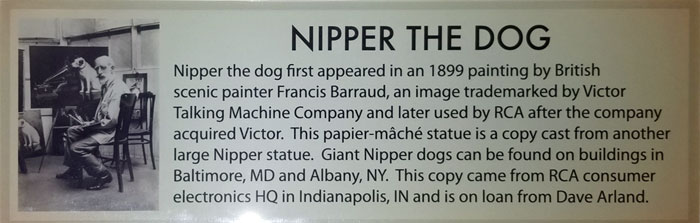 NIPPER THE DOG
Nipper the dog first appeared in an 1899 painting by British
scenic painter Francis Barraud, an image trademarked by Victor
Talking Machine Company and later used by RCA after the company
acquired Victor.  This papier-mâché statue is a copy cast from another
large Nipper statue.  Giant Nipper dogs can be found on buildings in
Baltimore, MD and Albany, NY.  This copy came from RCA consumer
electronics HQ in Indianapolis, IN and is on loan from Dave Arland.